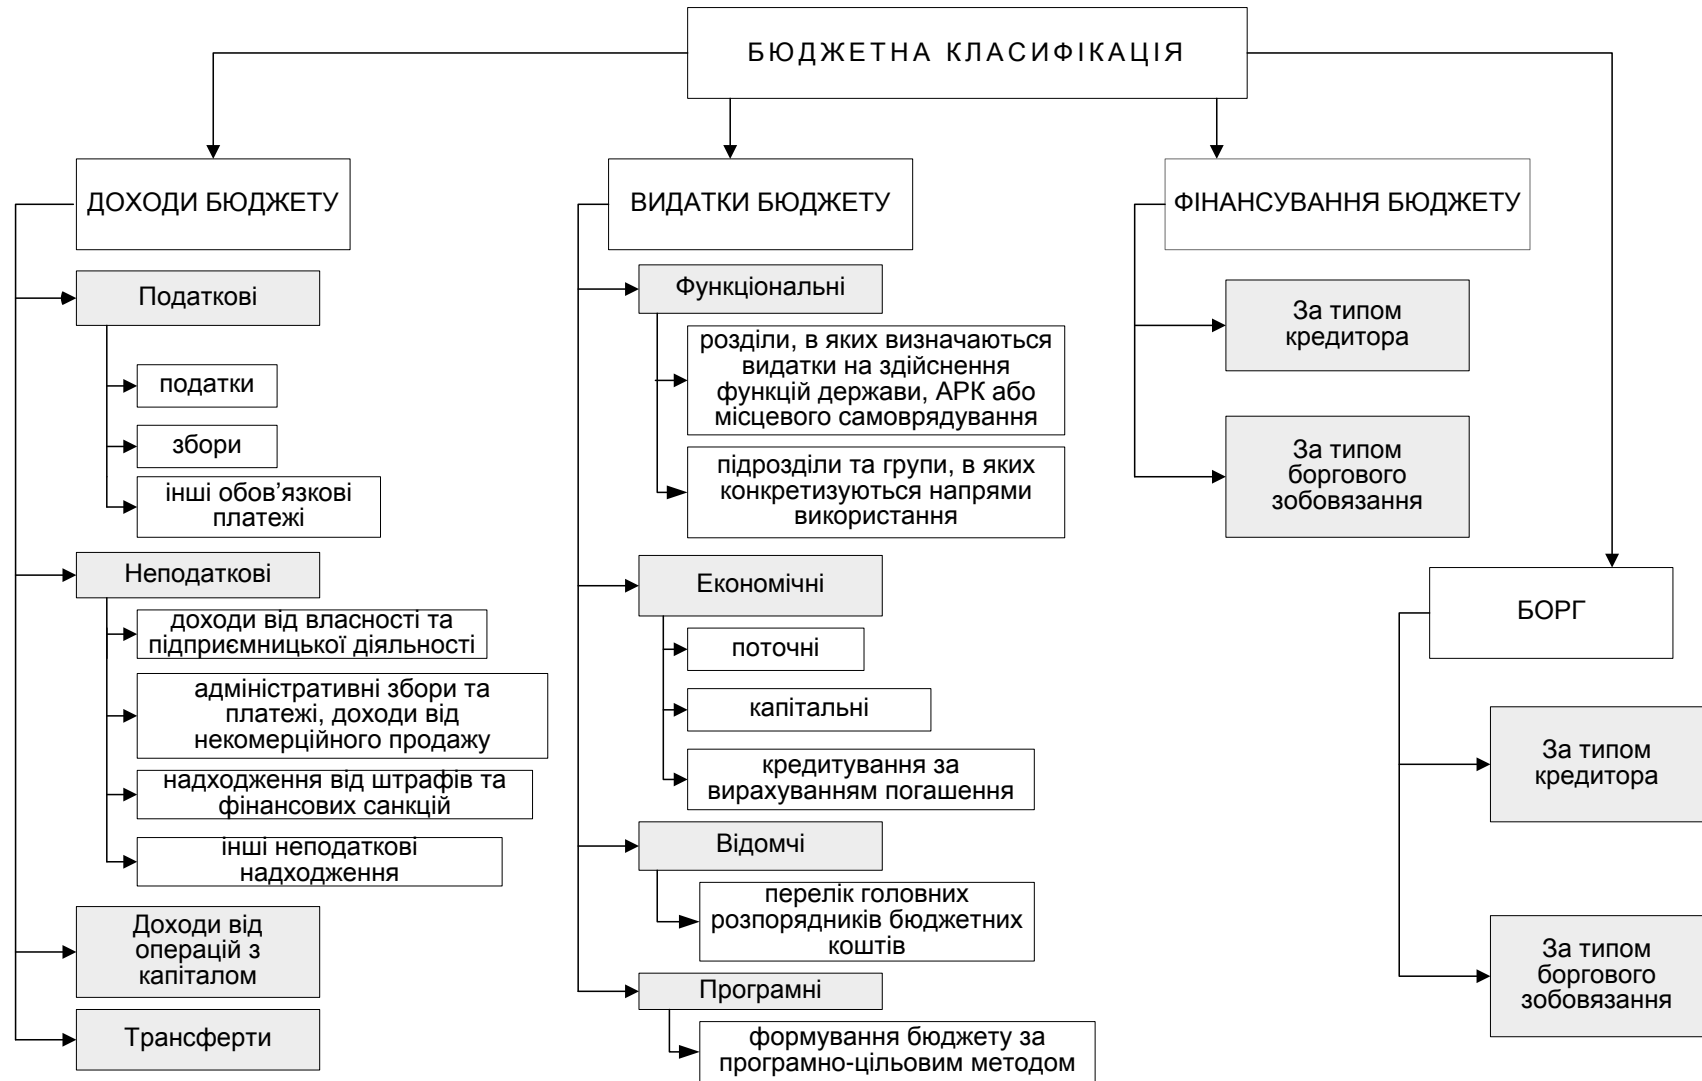 БЮДЖЕТНА КЛАСИФІКАЦІЯ
ДОХОДИ БЮДЖЕТУ
Податкові
податки
збори
інші обов’язкові
платежі
Неподаткові
доходи від власності та
підприємницької діяльності
адміністративні збори та
платежі, доходи від
некомерційного продажу
надходження від штрафів та
фінансових санкцій
інші неподаткові
надходження
Доходи від
операцій з
капіталом
Трансферти
ВИДАТКИ БЮДЖЕТУ
Функціональні
розділи, в яких визначаються
видатки на здійснення
функцій держави, АРК або
місцевого самоврядування
підрозділи та групи, в яких
конкретизуються напрями
використання
Економічні
поточні
капітальні
кредитування за
вирахуванням погашення
Відомчі
перелік головних
розпорядників бюджетних
коштів
Програмні
формування бюджету за
програмно-цільовим методом
ФІНАНСУВАННЯ БЮДЖЕТУ
За типом
кредитора
За типом
боргового
зобовязання
БОРГ
За типом
кредитора
За типом
боргового
зобовязання